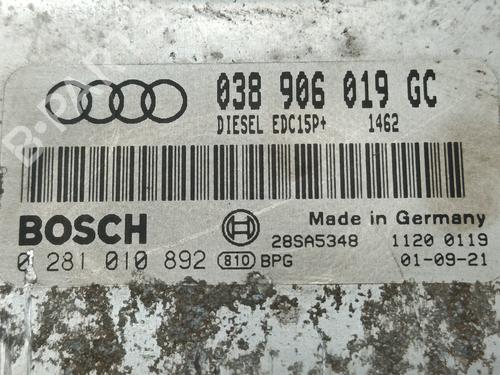 038 906 019 GC
DIESEL EDC15P+ 1462
BOSCH
Made in Germany
28SA5348 1120 0119
0 281 010 892 810 BPG 01-09-21
B-PARTS